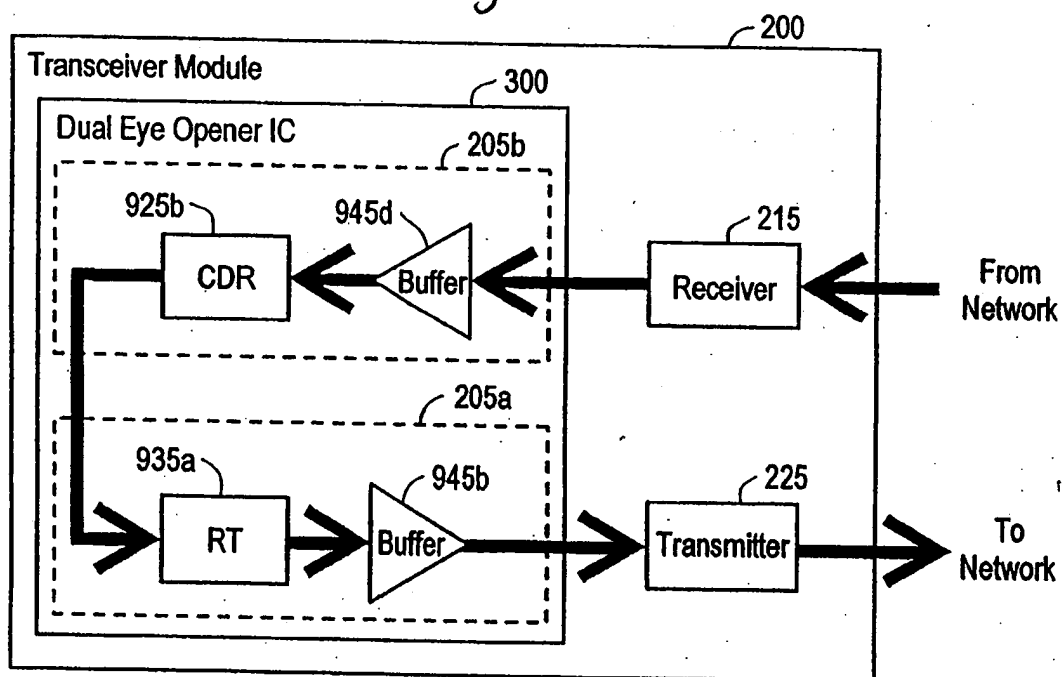 200
Transceiver Module
300
Dual Eye Opener IC
205b
925b
945d
215
CDR
Buffer
Receiver
From
Network
205a
935a
945b
225
RT
Buffer
Transmitter
To
Network